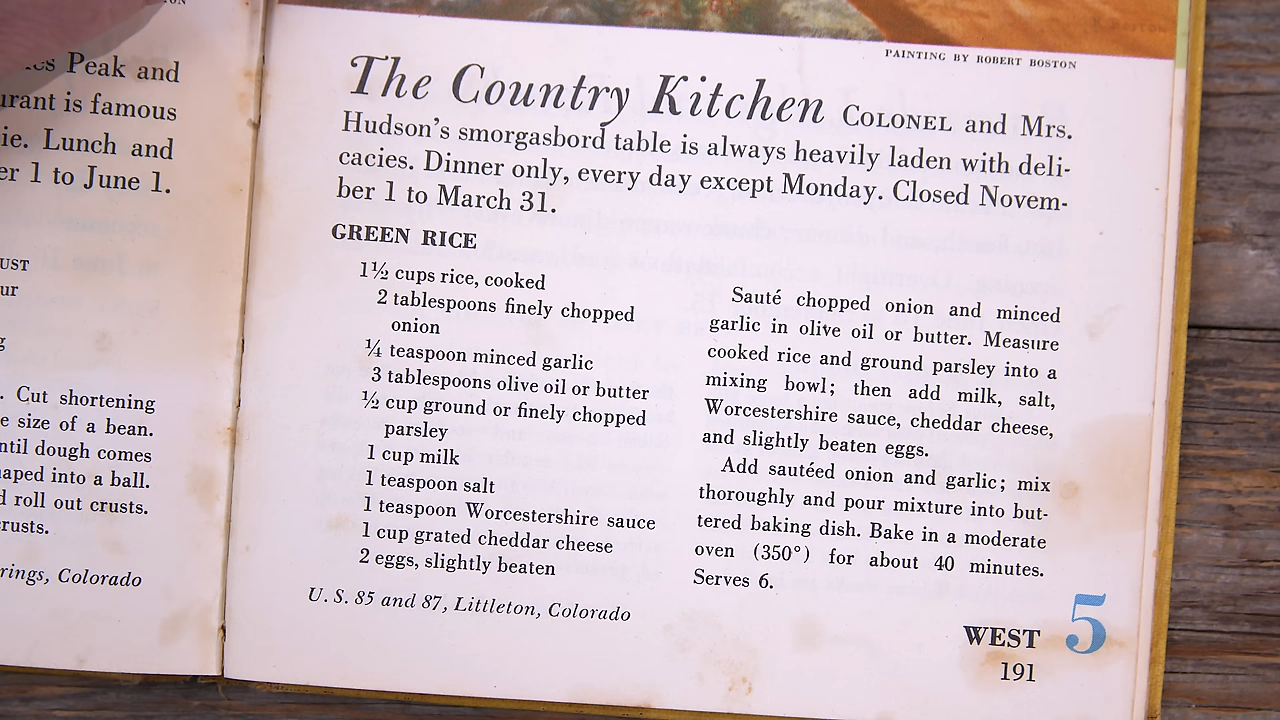 Peak and
urant is famous
ie. Lunch and
er 1 to June 1.
UST
ur
g
. Cut shortening
e size of a bean.
ntil dough comes
haped into a ball.
d roll out crusts.
crusts.
rings, Colorado
PAINTING BY ROBERT BOSTON
The Country Kitchen COLONEL and Mrs.
Hudson's smorgasbord table is always heavily laden with deli-
cacies. Dinner only, every day except Monday. Closed Novem-
ber 1 to March 31.
GREEN RICE
1½ cups rice, cooked
2 tablespoons finely chopped
onion
¼ teaspoon minced garlic
3 tablespoons olive oil or butter
½ cup ground or finely chopped
parsley
1 cup milk
1 teaspoon salt
1 teaspoon Worcestershire sauce
1 cup grated cheddar cheese
2 eggs, slightly beaten
U. S. 85 and 87, Littleton, Colorado
Sauté chopped onion and minced
garlic in olive oil or butter. Measure
cooked rice and ground parsley into a
mixing bowl; then add milk, salt,
Worcestershire sauce, cheddar cheese,
and slightly beaten eggs.
Add sautéed onion and garlic; mix
thoroughly and pour mixture into but-
tered baking dish. Bake in a moderate
oven (350°) for about 40 minutes.
Serves 6.
WEST 5
191